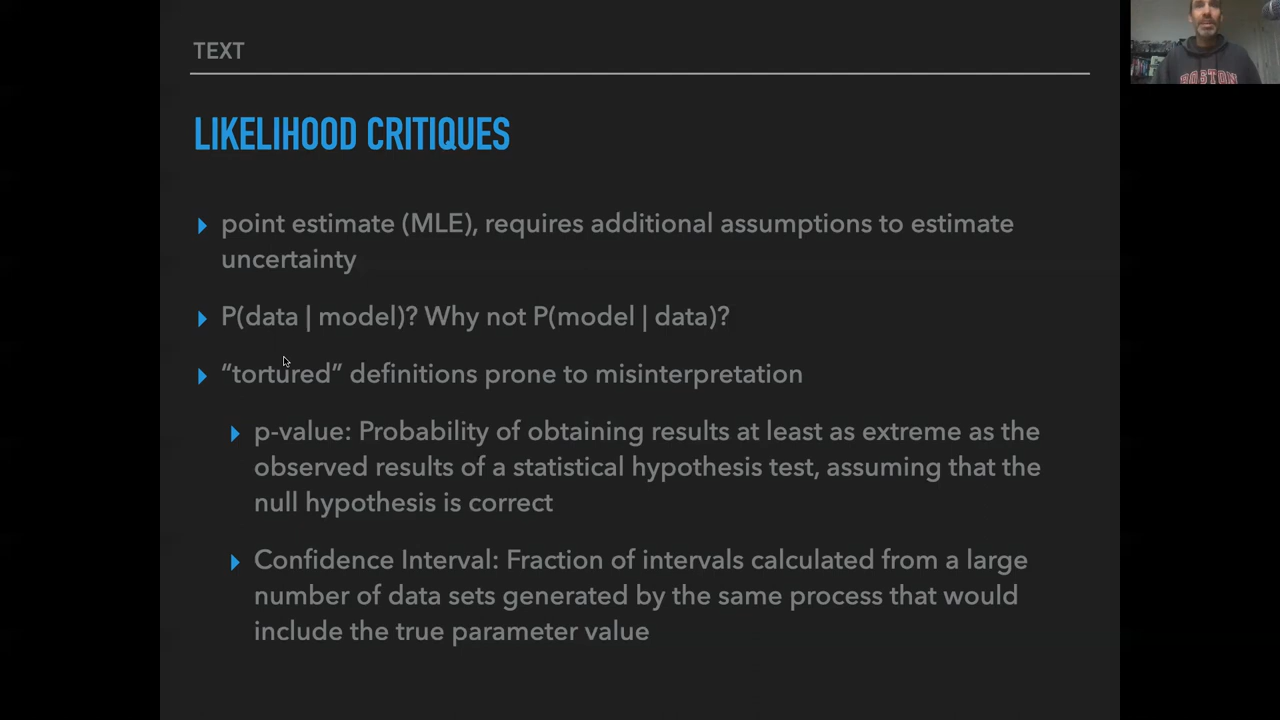 TEXT
LIKELIHOOD CRITIQUES
point estimate (MLE), requires additional assumptions to estimate
uncertainty
P(data | model)? Why not P(model | data)?
“tortured” definitions prone to misinterpretation
p-value: Probability of obtaining results at least as extreme as the
observed results of a statistical hypothesis test, assuming that the
null hypothesis is correct
Confidence Interval: Fraction of intervals calculated from a large
number of data sets generated by the same process that would
include the true parameter value
BOSTON